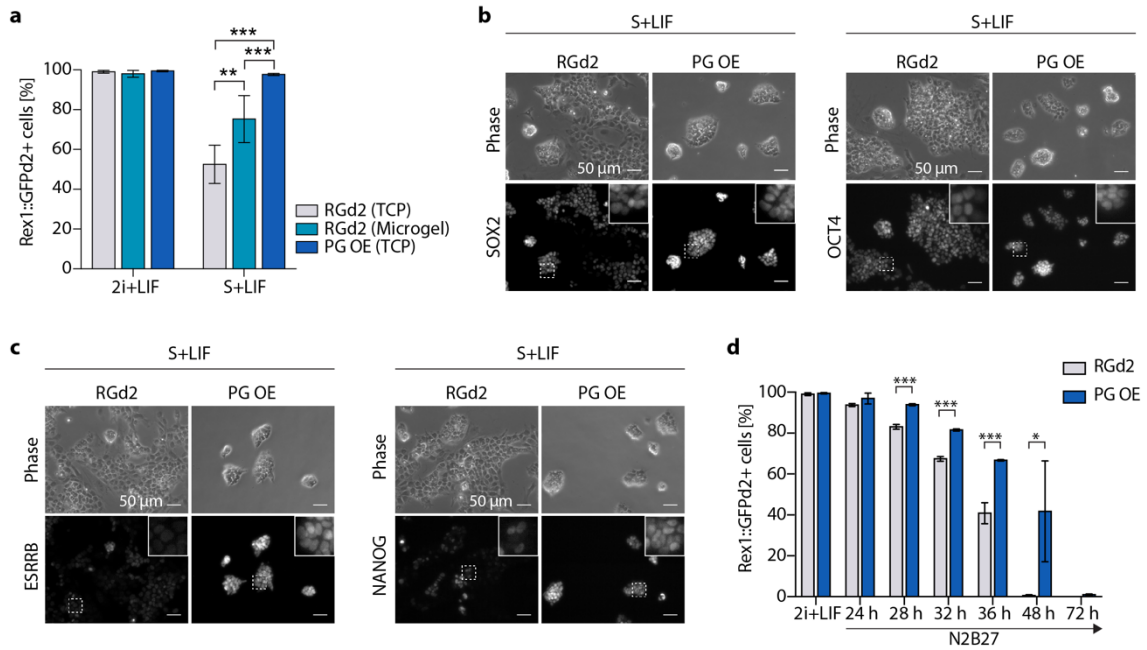 a
Rex1::GFPd2+ cells [%]
100
80
60
40
20
0
***
***
**
2i+LIF
S+LIF
RGd2 (TCP)
RGd2 (Microgel)
PG OE (TCP)
b
S+LIF
RGd2
PG OE
Phase
50 µm
SOX2
S+LIF
RGd2
PG OE
Phase
50 µm
OCT4
c
S+LIF
RGd2
PG OE
Phase
50 µm
ESRRB
S+LIF
RGd2
PG OE
Phase
50 µm
NANOG
d
RGd2
PG OE
Rex1::GFPd2+ cells [%]
100
80
60
40
20
0
***
***
***
*
2i+LIF 24 h 28 h 32 h 36 h 48 h 72 h
N2B27